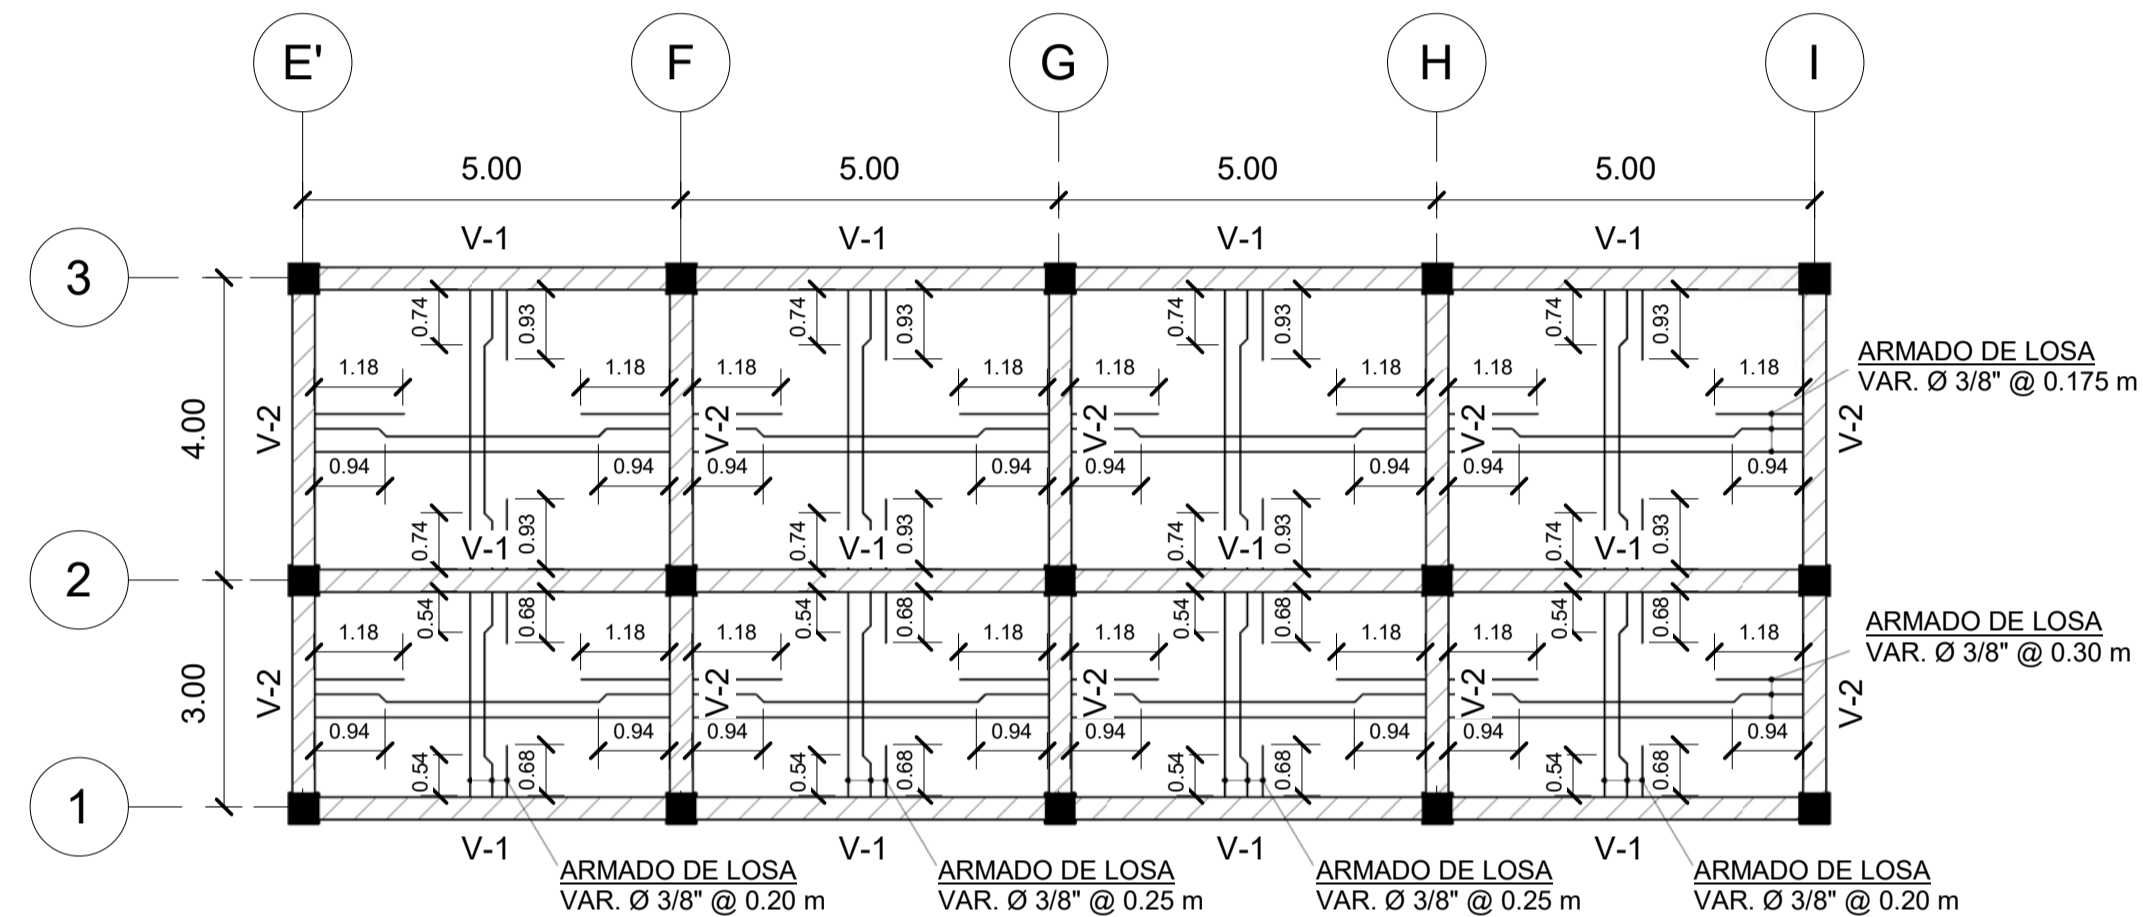 E' F G H I
5.00 5.00 5.00 5.00
V-1 V-1 V-1 V-1
3
0.74 0.93 0.74 0.93 0.74 0.93 0.74 0.93
ARMADO DE LOSA
1.18 1.18 1.18 1.18 1.18 1.18 1.18 1.18
VAR. Ø 3/8" @ 0.175 m
4.00 V-2 V-2 V-2 V-2 V-2
0.94 0.94 0.94 0.94 0.94 0.94 0.94 0.94
0.74 V-1 0.93 0.74 V-1 0.93 0.74 V-1 0.93 0.74 V-1 0.93
2
0.54 0.68 0.54 0.68 0.54 0.68 0.54 0.68
ARMADO DE LOSA
1.18 1.18 1.18 1.18 1.18 1.18 1.18 1.18
VAR. Ø 3/8" @ 0.30 m
3.00 V-2 V-2 V-2 V-2 V-2
0.94 0.94 0.94 0.94 0.94 0.94 0.94 0.94
0.54 0.68 0.54 0.68 0.54 0.68 0.54 0.68
1
V-1 V-1 V-1 V-1
ARMADO DE LOSA ARMADO DE LOSA ARMADO DE LOSA ARMADO DE LOSA
VAR. Ø 3/8" @ 0.20 m VAR. Ø 3/8" @ 0.25 m VAR. Ø 3/8" @ 0.25 m VAR. Ø 3/8" @ 0.20 m